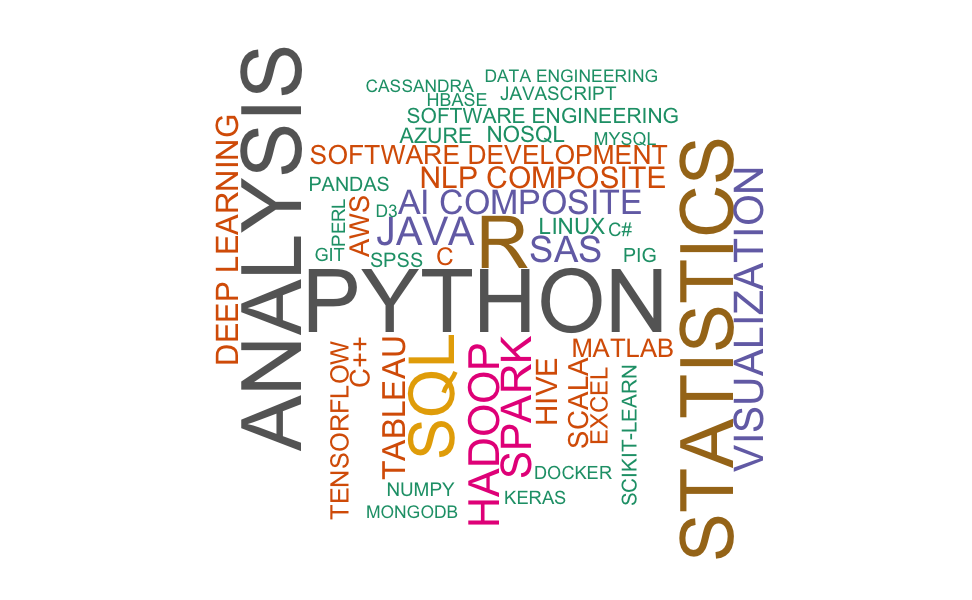 DATA ENGINEERING
CASSANDRA
JAVASCRIPT
HBASE
SOFTWARE ENGINEERING
AZURE
NOSQL
MYSQL
SOFTWARE DEVELOPMENT
NLP COMPOSITE
PANDAS
AI COMPOSITE
D3
PERL
AWS
JAVA
R
LINUX
C#
SAS
GIT
SPSS
C
PIG
DEEP LEARNING
ANALYSIS
PYTHON
STATISTICS
VISUALIZATION
TENSORFLOW
C++
TABLEAU
SQL
HADOOP
SPARK
HIVE
MATLAB
SCALA
EXCEL
SCIKIT-LEARN
DOCKER
NUMPY
KERAS
MONGODB